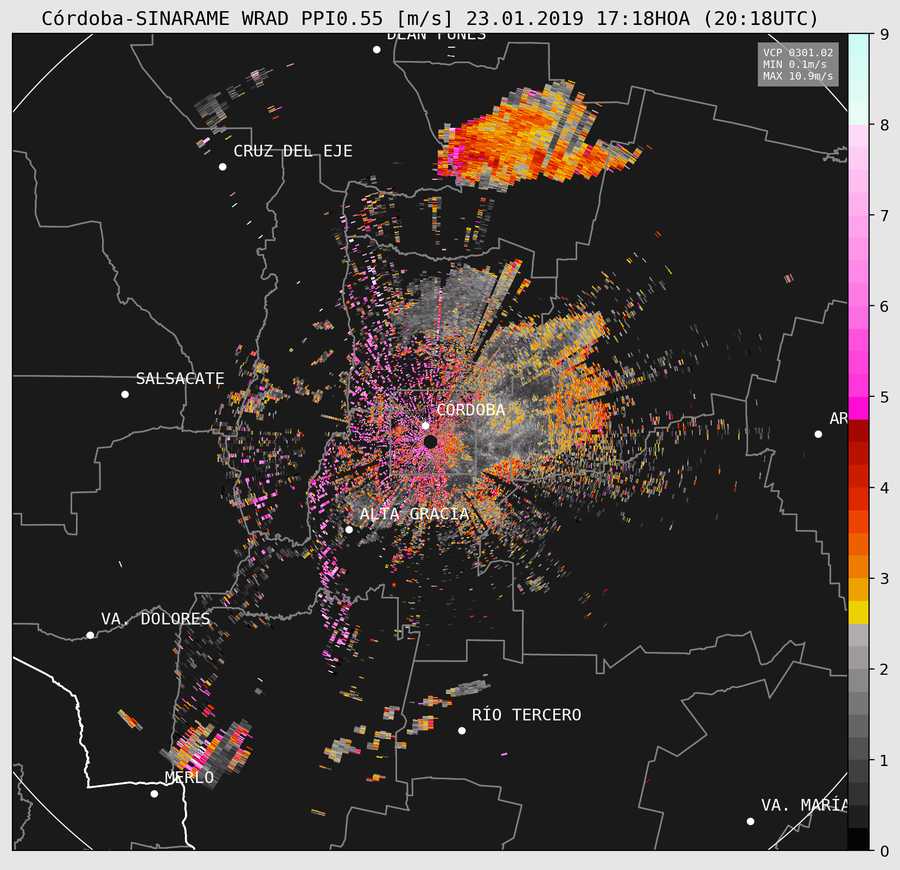 Córdoba-SINARAME WRAD PPI0.55 [m/s] 23.01.2019 17:18HOA (20:18UTC)
DEAN FUNES
VCP 0301.02
MIN 0.1m/s
MAX 10.9m/s
9
CRUZ DEL EJE
8
7
6
SALSACATE
CORDOBA
AR
5
ALTA GRACIA
4
3
VA. DOLORES
2
RÍO TERCERO
1
MERLO
VA. MARÍA
0